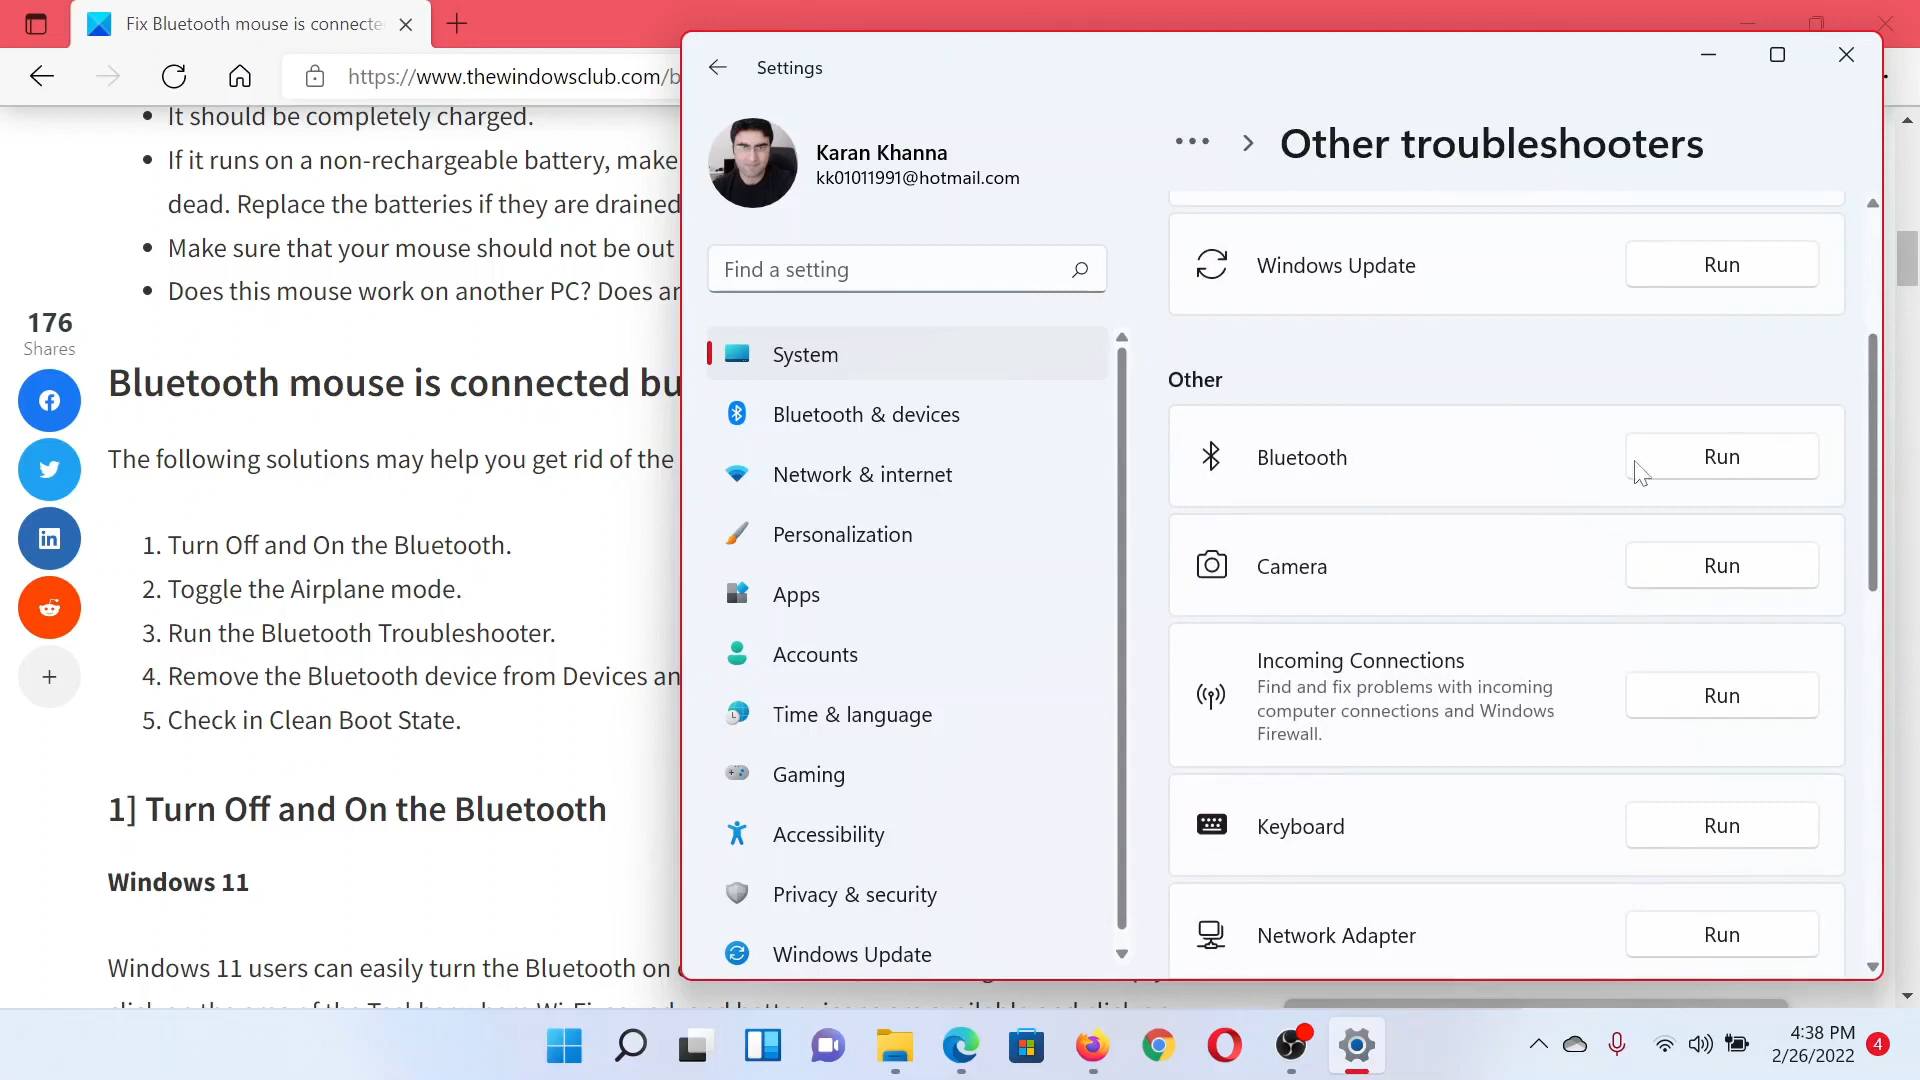 Fix Bluetooth mouse is connecte
https://www.thewindowsclub.com/b
It should be completely charged.
If it runs on a non-rechargeable battery, make
dead. Replace the batteries if they are drained
Make sure that your mouse should not be out
Does this mouse work on another PC? Does an
176
Shares
Bluetooth mouse is connected bu
The following solutions may help you get rid of the
1. Turn Off and On the Bluetooth.
2. Toggle the Airplane mode.
3. Run the Bluetooth Troubleshooter.
4. Remove the Bluetooth device from Devices an
5. Check in Clean Boot State.
1] Turn Off and On the Bluetooth
Windows 11
Windows 11 users can easily turn the Bluetooth on
Settings
Karan Khanna
kk01011991@hotmail.com
Find a setting
System
Bluetooth & devices
Network & internet
Personalization
Apps
Accounts
Time & language
Gaming
Accessibility
Privacy & security
Windows Update
... > Other troubleshooters
Windows Update
Run
Other
Bluetooth
Run
Camera
Run
Incoming Connections
Find and fix problems with incoming
computer connections and Windows
Firewall.
Run
Keyboard
Run
Network Adapter
Run
4:38 PM
2/26/2022
4